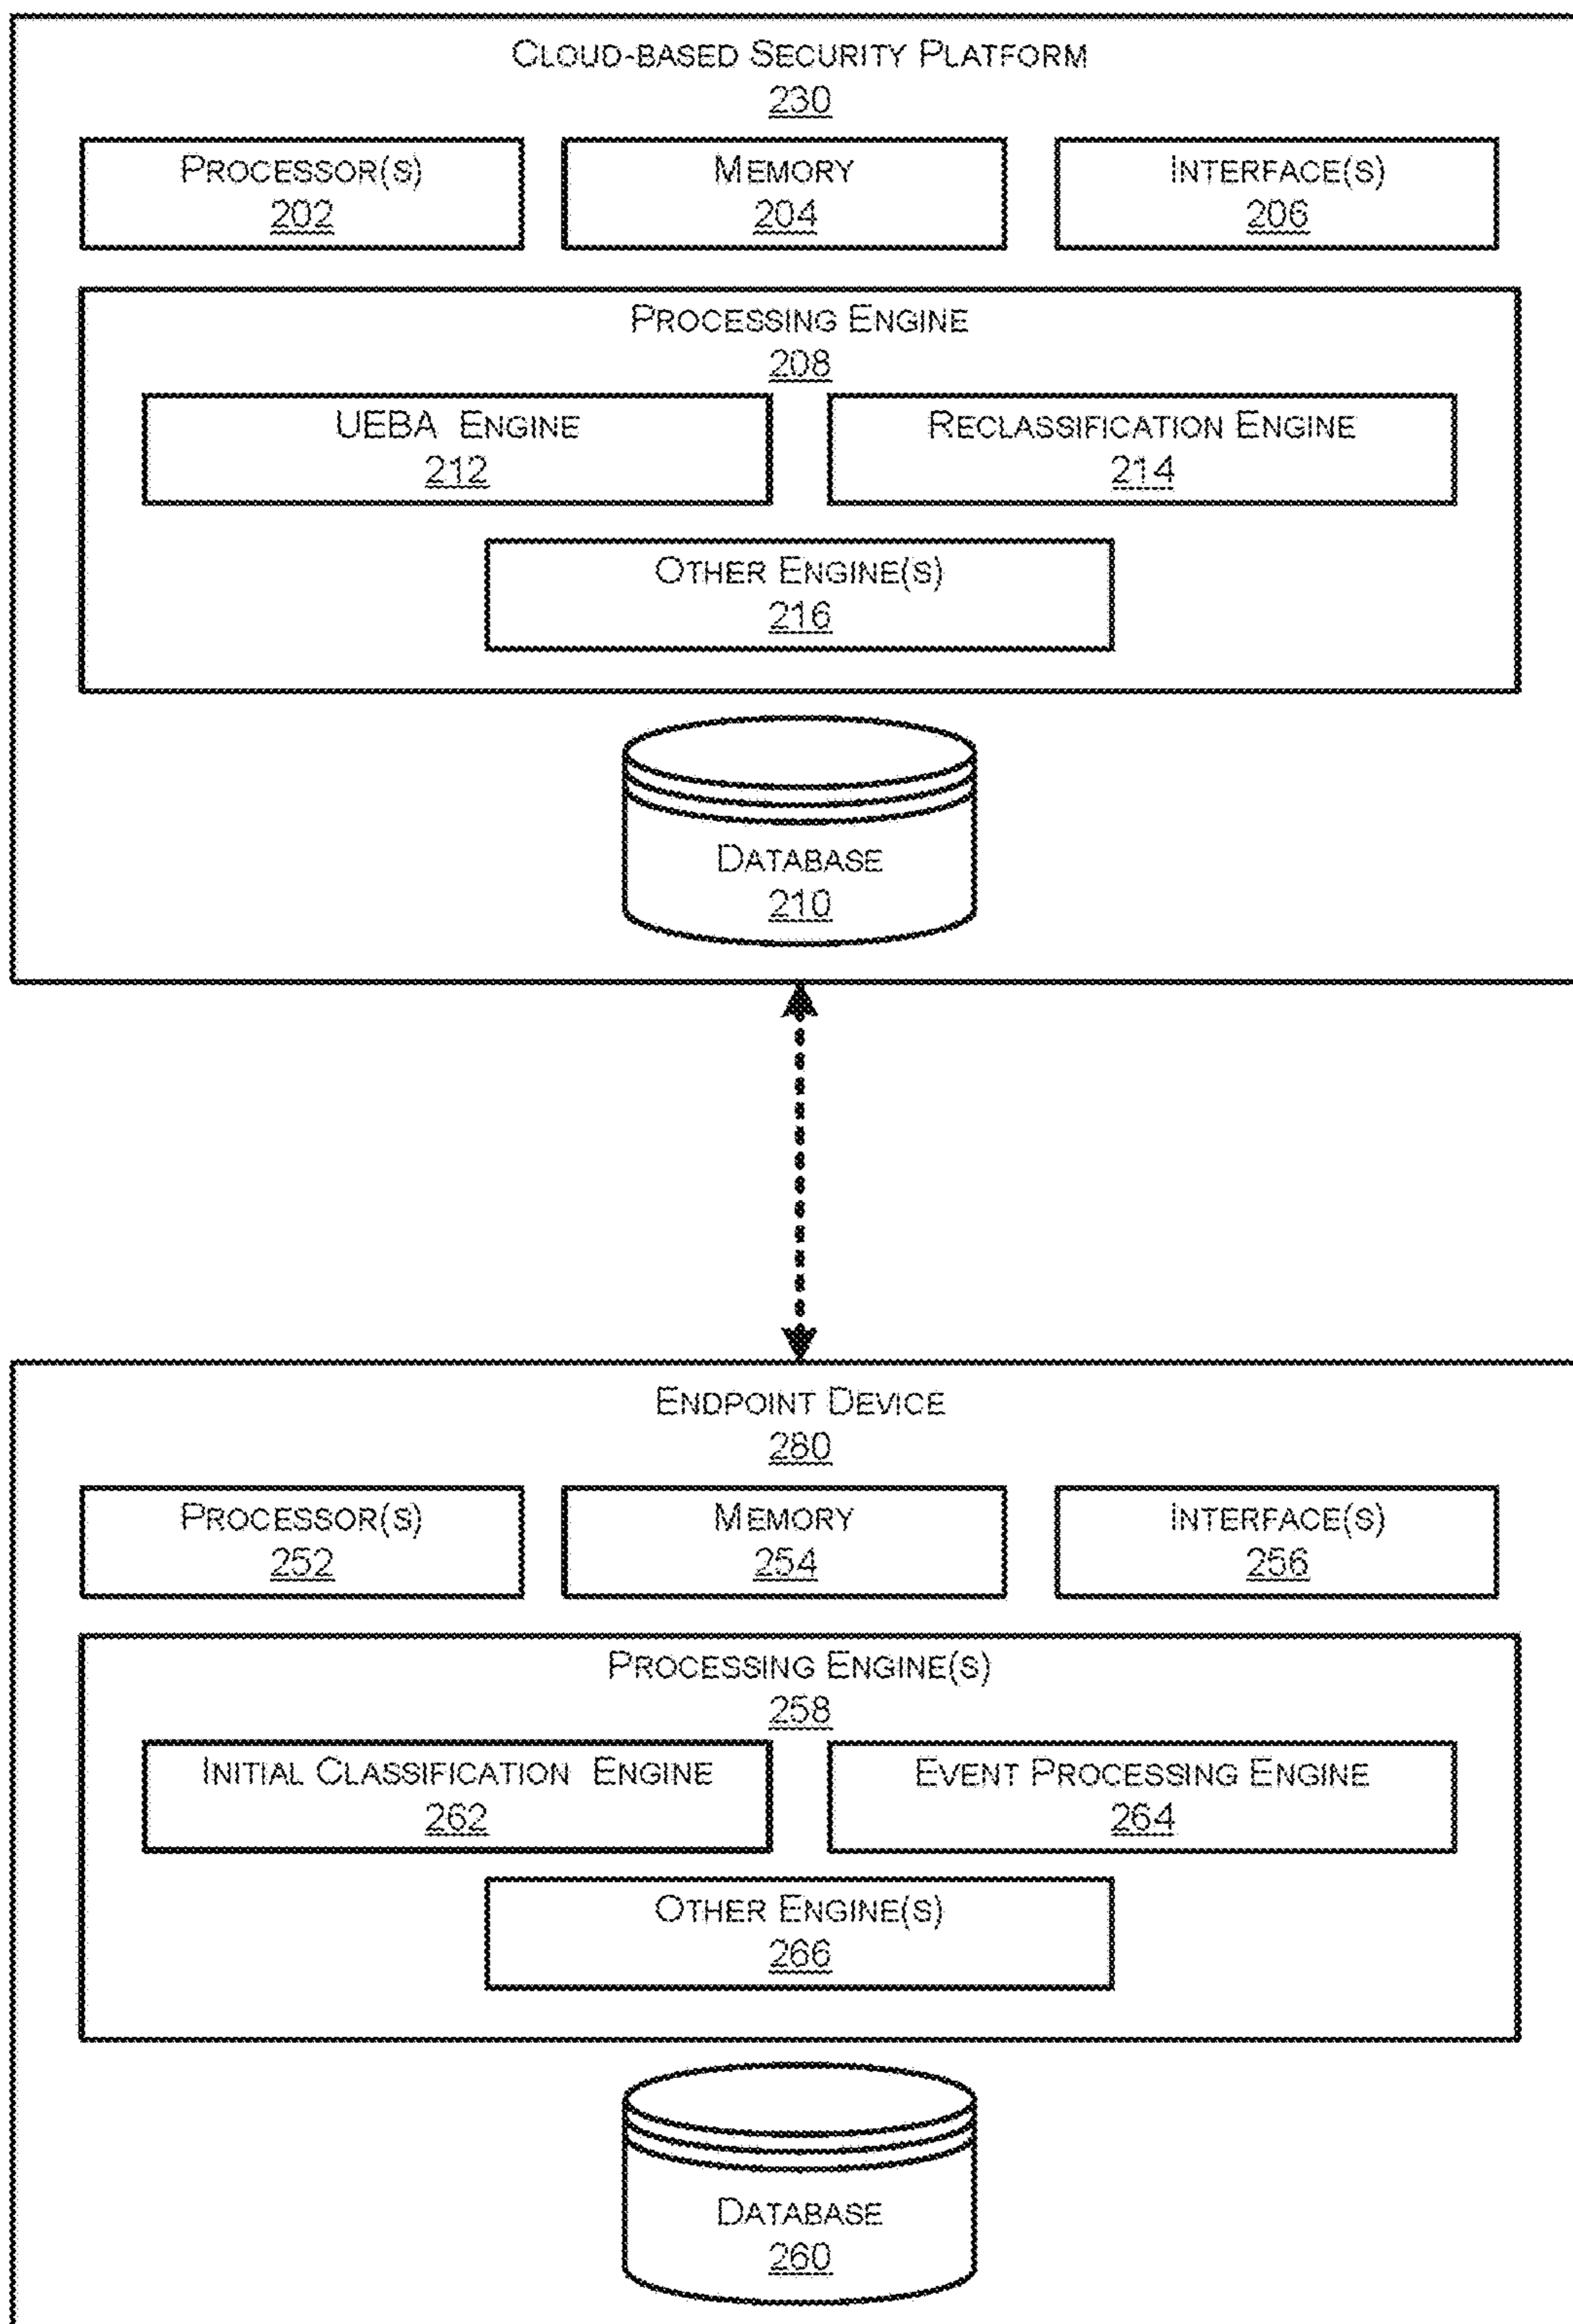 CLOUD-BASED SECURITY PLATFORM
230
PROCESSOR(S)
202
MEMORY
204
INTERFACE(S)
206
PROCESSING ENGINE
208
UEBA ENGINE
212
RECLASSIFICATION ENGINE
214
OTHER ENGINE(S)
216
DATABASE
210
ENDPOINT DEVICE
280
PROCESSOR(S)
252
MEMORY
254
INTERFACE(S)
256
PROCESSING ENGINE(S)
258
INITIAL CLASSIFICATION ENGINE
262
EVENT PROCESSING ENGINE
264
OTHER ENGINE(S)
266
DATABASE
260